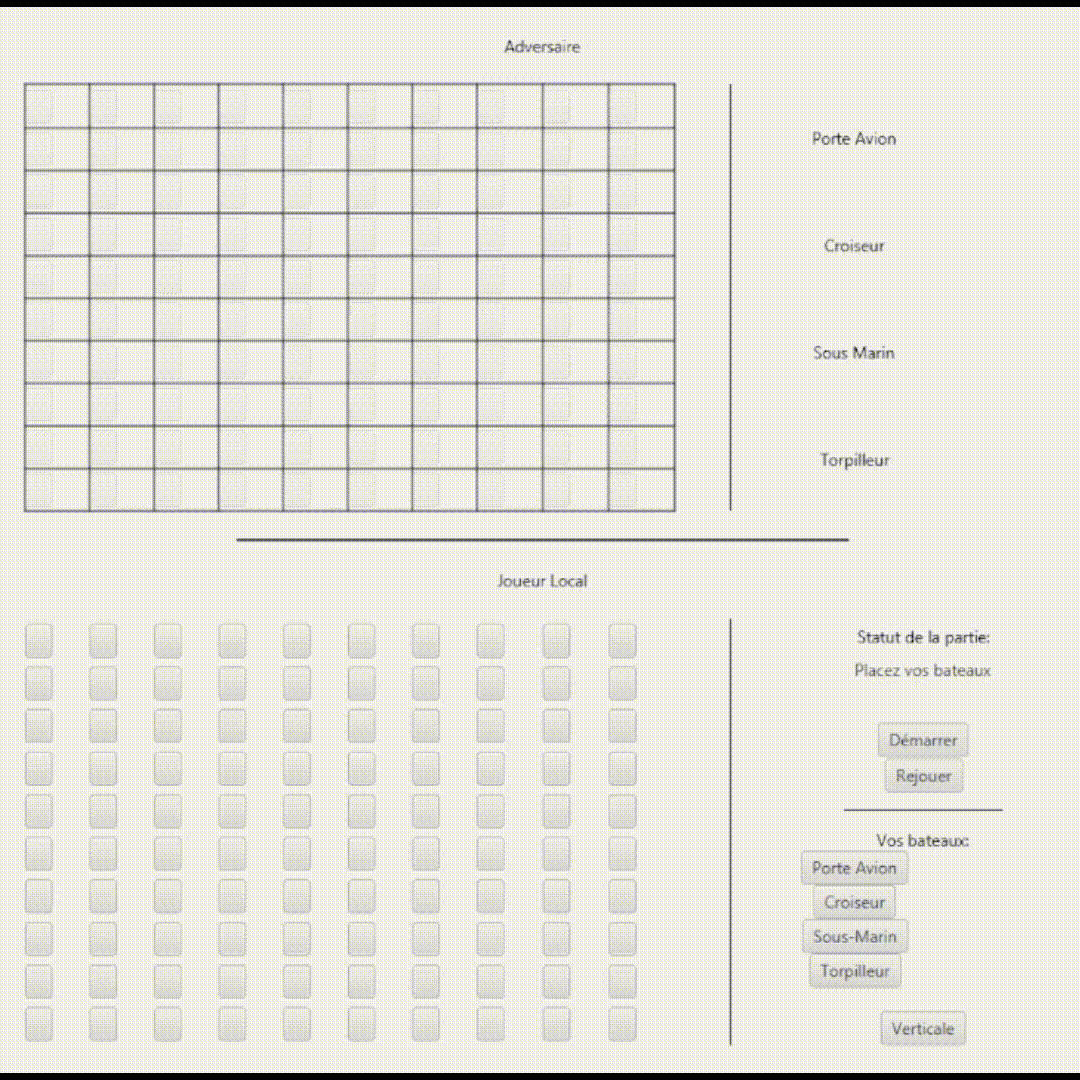 Adversaire
Porte Avion
Croiseur
Sous Marin
Torpilleur
Joueur Local
Statut de la partie:
Placez vos bateaux
Démarrer
Rejouer
Vos bateaux:
Porte Avion
Croiseur
Sous-Marin
Torpilleur
Verticale